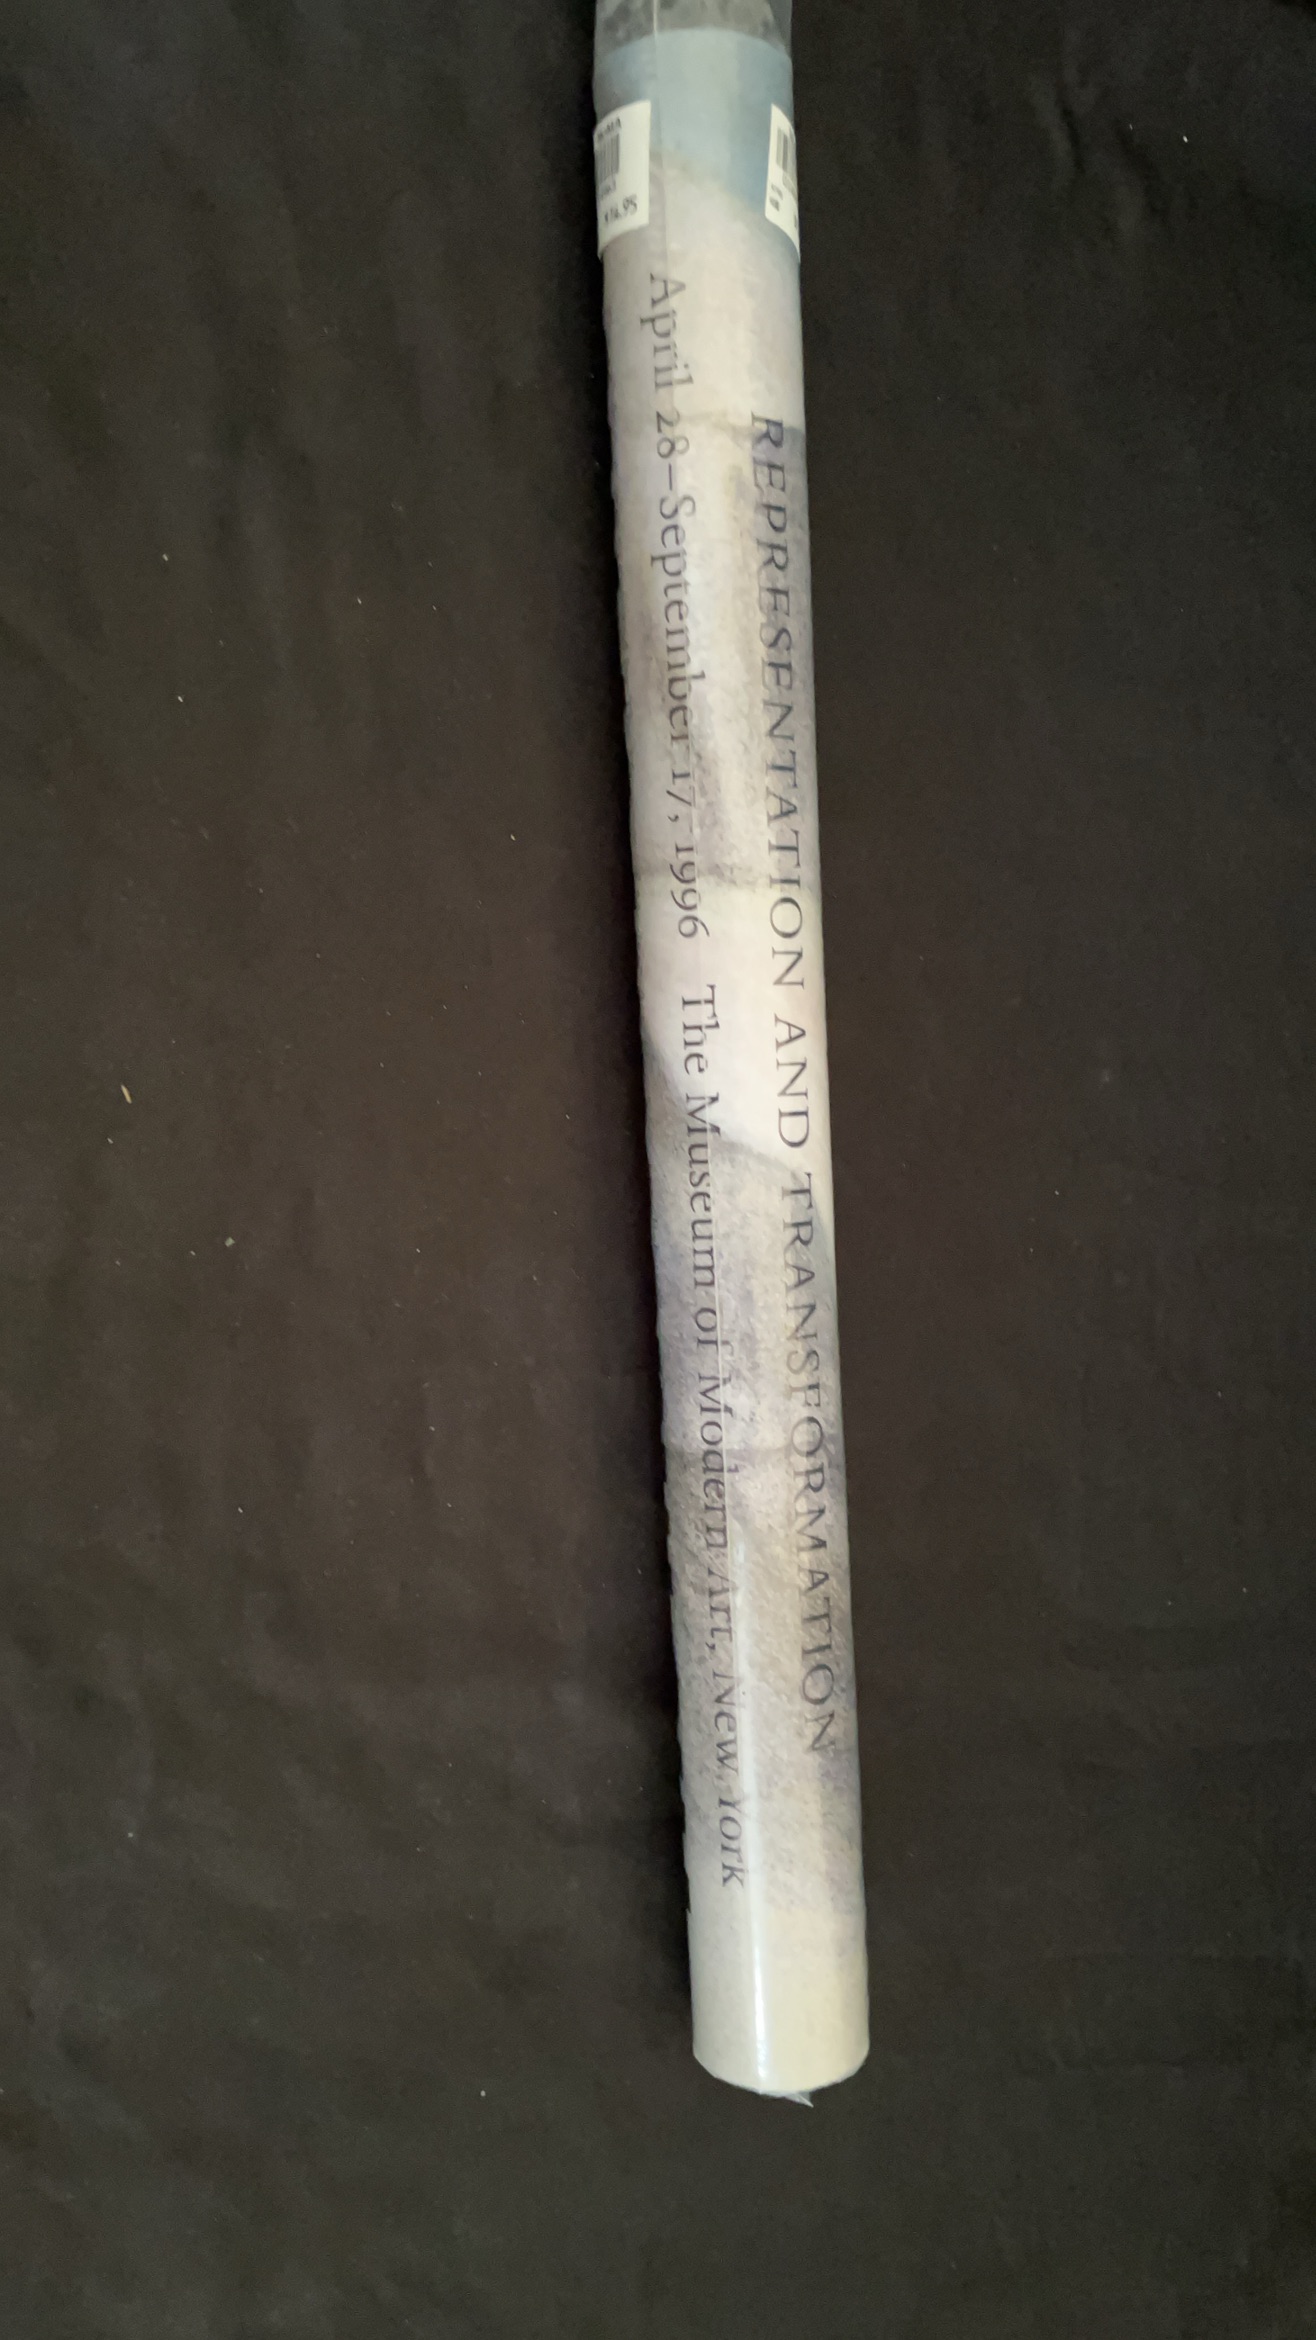 REPRESENTATION AND TRANSFORMATION
April 28–September 17, 1996 The Museum of Modern Art, New York